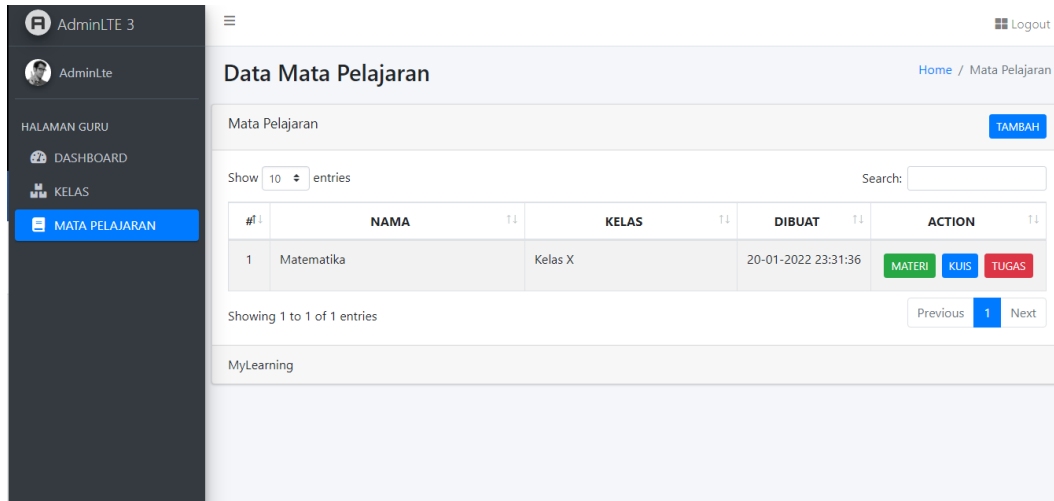 AdminLTE 3
Logout
AdminLte
Data Mata Pelajaran
Home / Mata Pelajaran
HALAMAN GURU
DASHBOARD
KELAS
MATA PELAJARAN
Mata Pelajaran
TAMBAH
Show 10 entries
Search:
# NAMA KELAS DIBUAT ACTION
1 Matematika Kelas X 20-01-2022 23:31:36 MATERI KUIS TUGAS
Showing 1 to 1 of 1 entries
Previous 1 Next
MyLearning